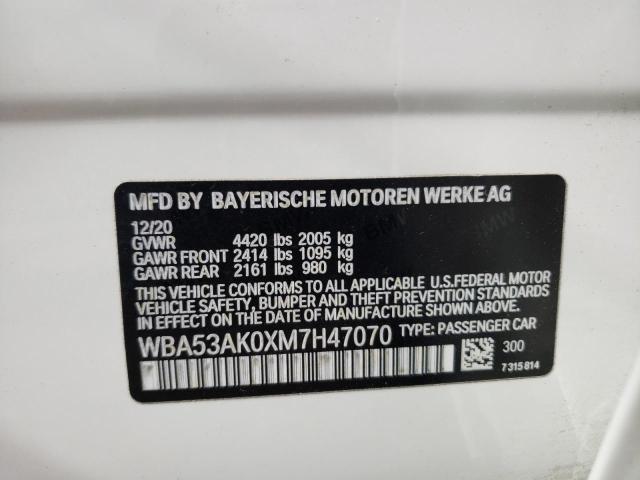 MFD BY BAYERISCHE MOTOREN WERKE AG
12/20
GVWR 4420 lbs 2005 kg
GAWR FRONT 2414 lbs 1095 kg
GAWR REAR 2161 lbs 980 kg
THIS VEHICLE CONFORMS TO ALL APPLICABLE U.S.FEDERAL MOTOR
VEHICLE SAFETY, BUMPER AND THEFT PREVENTION STANDARDS
IN EFFECT ON THE DATE OF MANUFACTURE SHOWN ABOVE.
WBA53AK0XM7H47070 TYPE: PASSENGER CAR
300
7315814